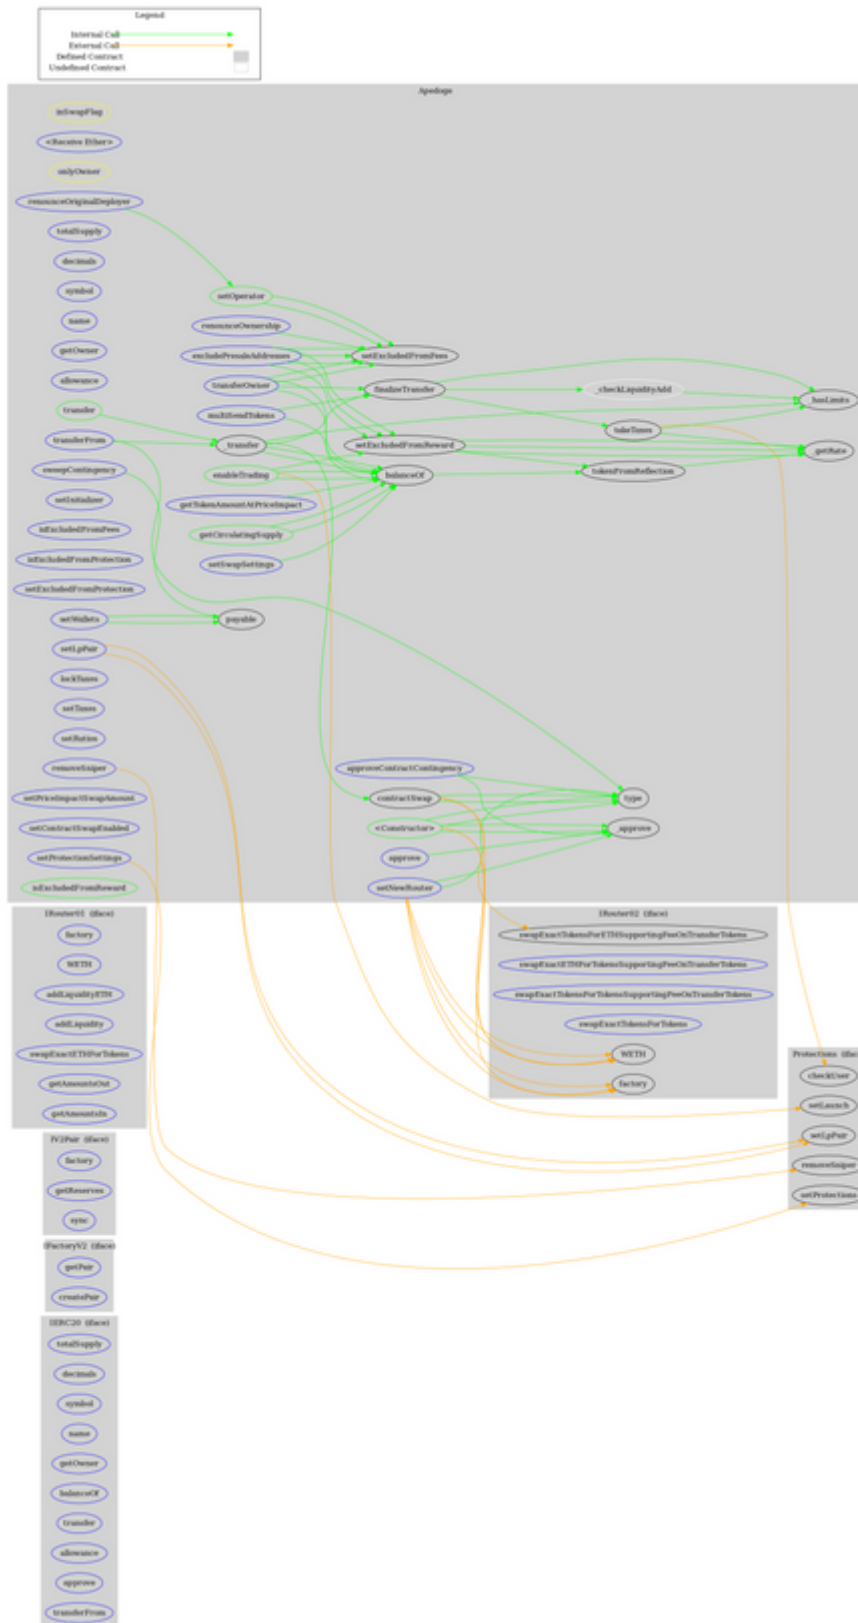 Legend
Internal Call
External Call
Defined Contract
Undefined Contract
Apedoge
inSwapFlag
<Receive Ether>
onlyOwner
renounceOriginalDeployer
totalSupply
decimals
symbol
name
getOwner
allowance
transfer
transferFrom
sweepContingency
setInitializer
isExcludedFromFees
isExcludedFromProtection
setExcludedFromProtection
setWallets
setLpPair
lockTaxes
setTaxes
setRatios
removeSniper
setPriceImpactSwapAmount
setContractSwapEnabled
setProtectionSettings
isExcludedFromReward
setOperator
renounceOwnership
excludePresaleAddresses
transferOwner
multiSendTokens
_transfer
enableTrading
getTokenAmountAtPriceImpact
getCirculatingSupply
setSwapSettings
payable
setExcludedFromFees
finalizeTransfer
setExcludedFromReward
balanceOf
approveContractContingency
contractSwap
<Constructor>
approve
setNewRouter
_checkLiquidityAdd
takeTaxes
tokenFromReflection
type
_approve
_hasLimits
_getRate
IRouter01 (iface)
factory
WETH
addLiquidityETH
addLiquidity
swapExactETHForTokens
getAmountsOut
getAmountsIn
IRouter02 (iface)
swapExactTokensForETHSupportingFeeOnTransferTokens
swapExactETHForTokensSupportingFeeOnTransferTokens
swapExactTokensForTokensSupportingFeeOnTransferTokens
swapExactTokensForTokens
WETH
factory
Protections (iface
checkUser
setLaunch
setLpPair
removeSniper
setProtections
IV2Pair (iface)
factory
getReserves
sync
IFactoryV2 (iface)
getPair
createPair
IERC20 (iface)
totalSupply
decimals
symbol
name
getOwner
balanceOf
transfer
allowance
approve
transferFrom